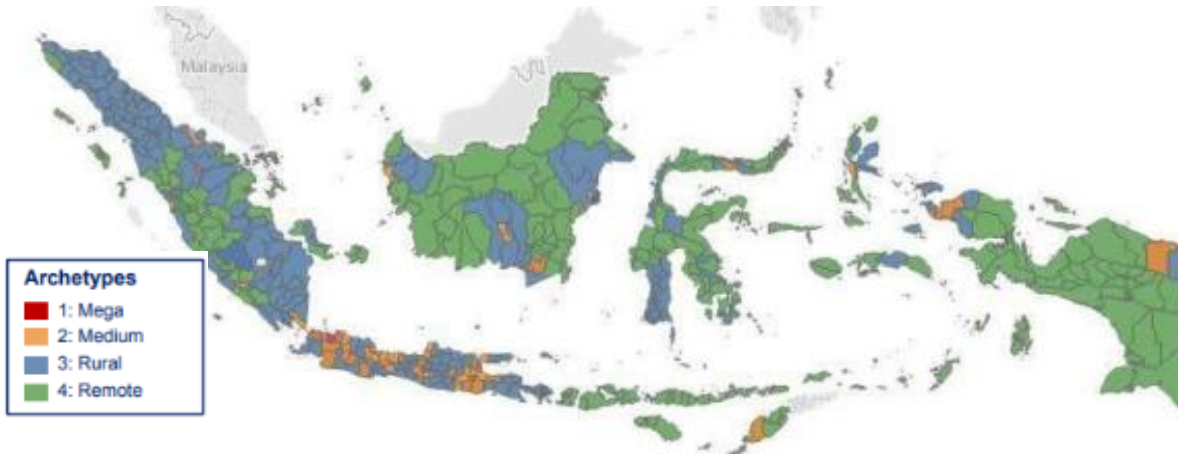 Malaysia
Archetypes
1: Mega
2: Medium
3: Rural
4: Remote